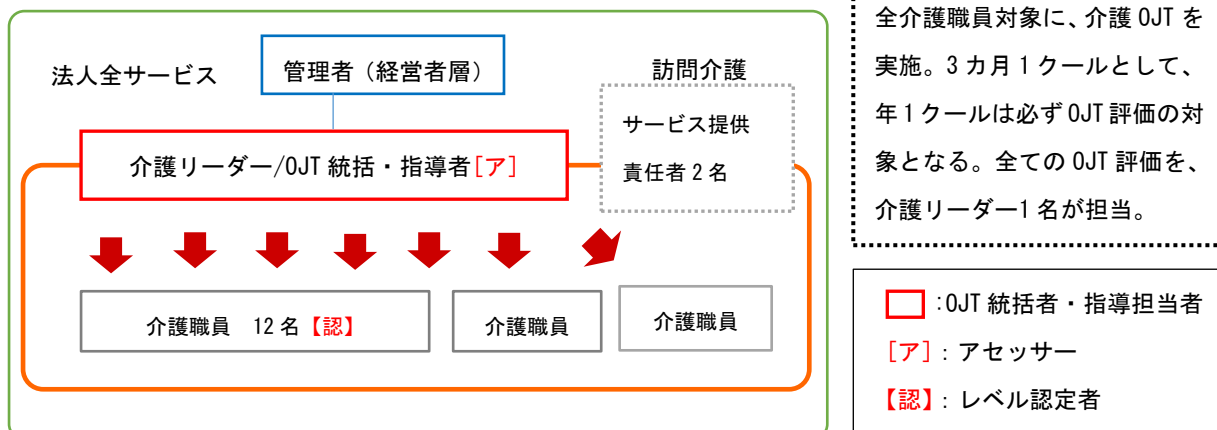 法人全サービス
管理者（経営者層）
訪問介護
サービス提供
責任者2名
介護リーダー/OJT 統括・指導者[ア]
介護職員　12名【認】
介護職員
介護職員
全介護職員対象に、介護 OJT を
実施。3 カ月 1 クールとして、
年 1 クールは必ず OJT 評価の対
象となる。全ての OJT 評価を、
介護リーダー1 名が担当。
:OJT 統括者・指導担当者
[ア]：アセッサー
【認】：レベル認定者